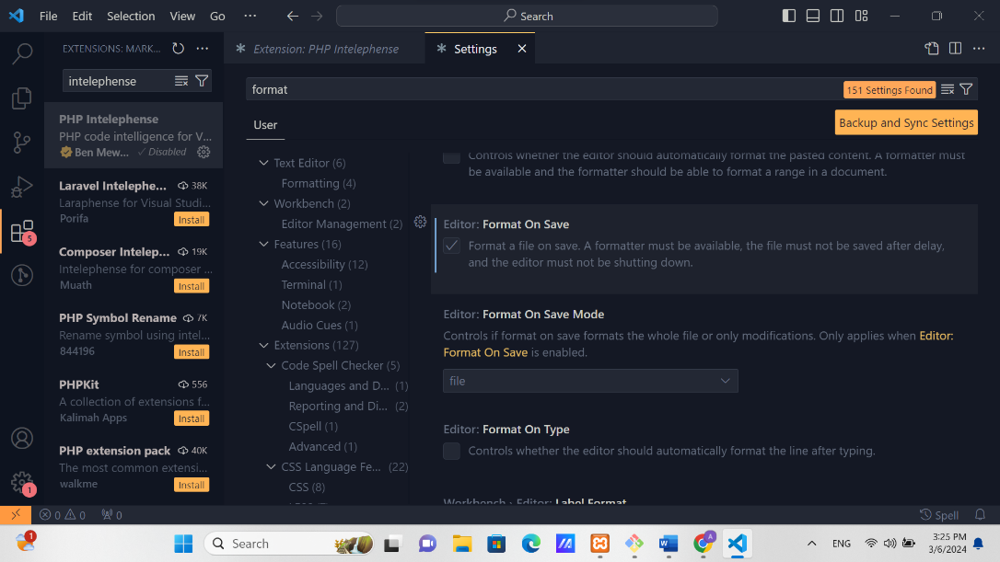 File Edit Selection View Go ···
Search
EXTENSIONS: MARK...
Extension: PHP Intelephense
Settings
intelephense
format
151 Settings Found
User
Backup and Sync Settings
PHP Intelephense
PHP code intelligence for V...
Ben Mew...
Disabled
Laravel Intelephe...
38K
Laraphense for Visual Studi...
Porifa
Install
Composer Intelep...
19K
Intelephense for composer ...
Muath
Install
PHP Symbol Rename
7K
Rename symbol using intel...
844196
Install
PHPKit
556
A collection of extensions f...
Kalimah Apps
Install
PHP extension pack
40K
The most common extensi...
walkme
Install
5
1
Text Editor (6)
Formatting (4)
Workbench (2)
Editor Management (2)
Features (16)
Accessibility (12)
Terminal (1)
Notebook (2)
Audio Cues (1)
Extensions (127)
Code Spell Checker (5)
Languages and D... (1)
Reporting and Di... (2)
CSpell (1)
Advanced (1)
CSS Language Fe... (22)
CSS (8)
Controls whether the editor should automatically format the pasted content. A formatter must
be available and the formatter should be able to format a range in a document.
Editor: Format On Save
Format a file on save. A formatter must be available, the file must not be saved after delay,
and the editor must not be shutting down.
Editor: Format On Save Mode
Controls if format on save formats the whole file or only modifications. Only applies when Editor:
Format On Save is enabled.
file
Editor: Format On Type
Controls whether the editor should automatically format the line after typing.
Workbench › Editor: Label Format
0 0 0
Spell
1
Search
A
ENG
3:25 PM
3/6/2024